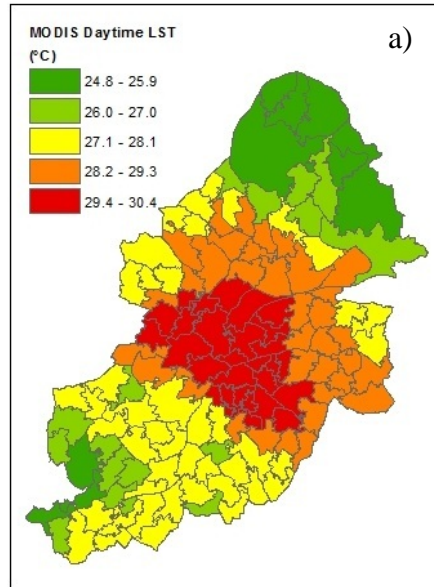 MODIS Daytime LST
a)
(°C)
24.8 - 25.9
26.0 - 27.0
27.1 - 28.1
28.2 - 29.3
29.4 - 30.4